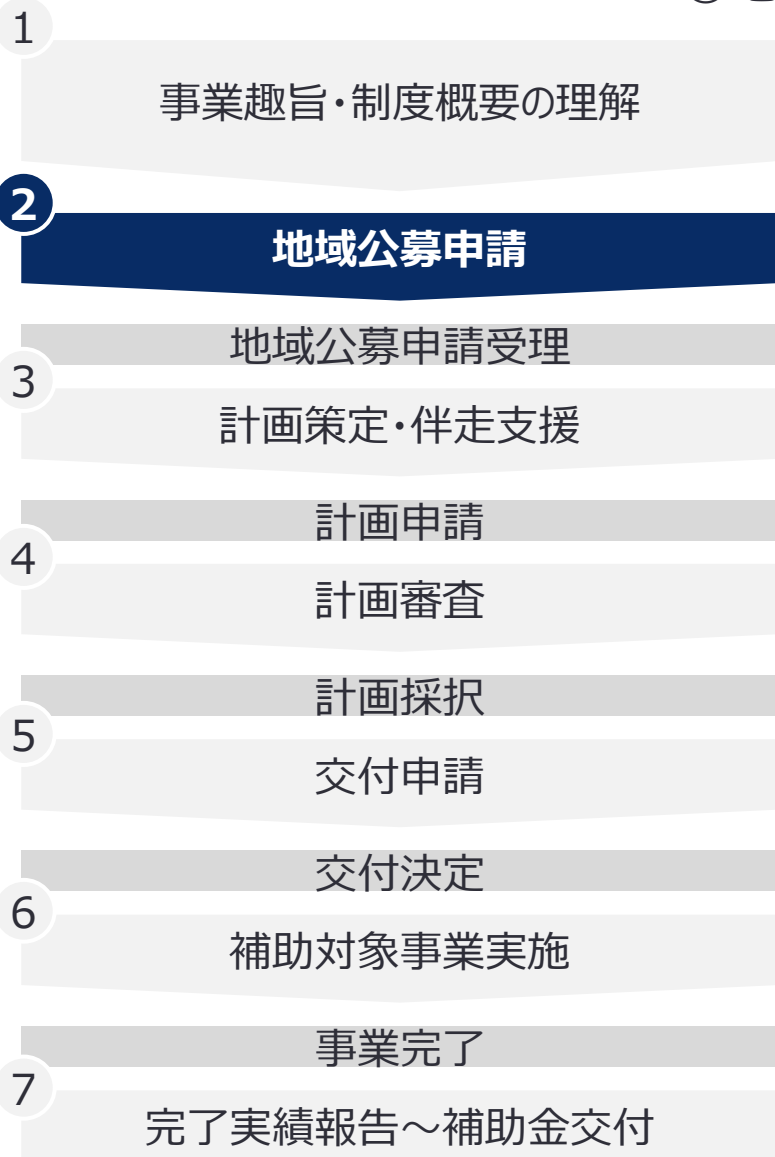 1
事業趣旨・制度概要の理解
2
地域公募申請
地域公募申請受理
3
計画策定・伴走支援
計画申請
4
計画審査
計画採択
5
交付申請
交付決定
6
補助対象事業実施
事業完了
7
完了実績報告～補助金交付